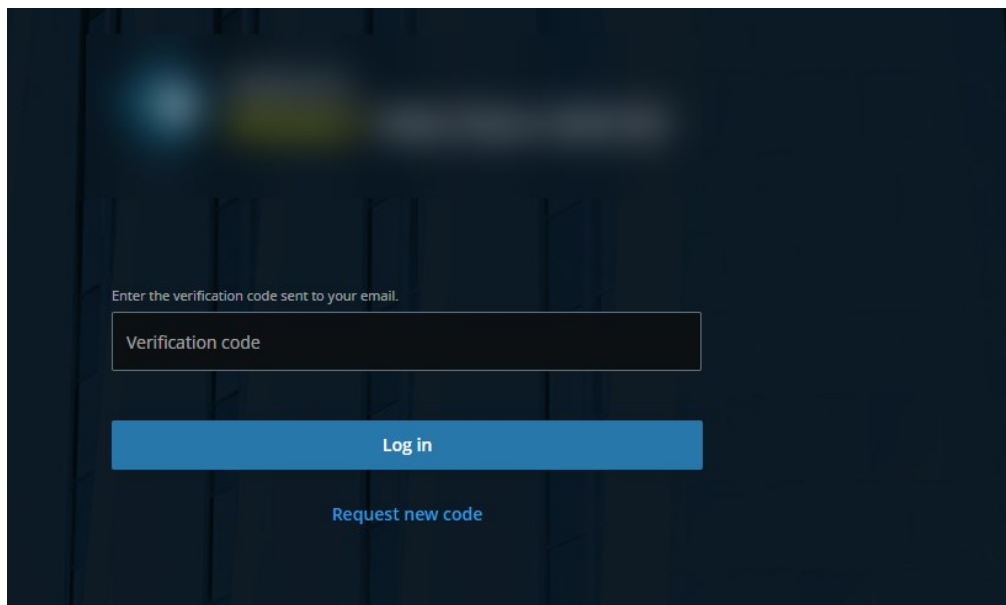 Enter the verification code sent to your email.
Verification code
Log in
Request new code